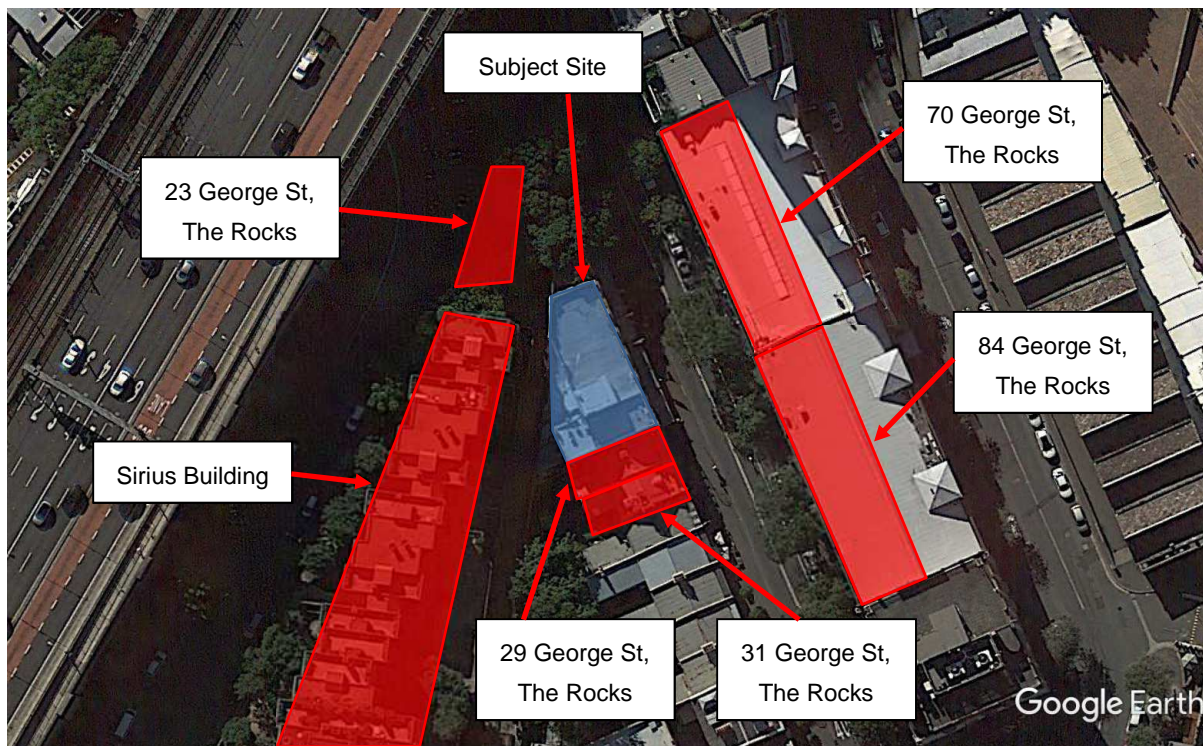 Subject Site
70 George St,
The Rocks
23 George St,
The Rocks
84 George St,
The Rocks
Sirius Building
29 George St,
The Rocks
31 George St,
The Rocks
Google Earth